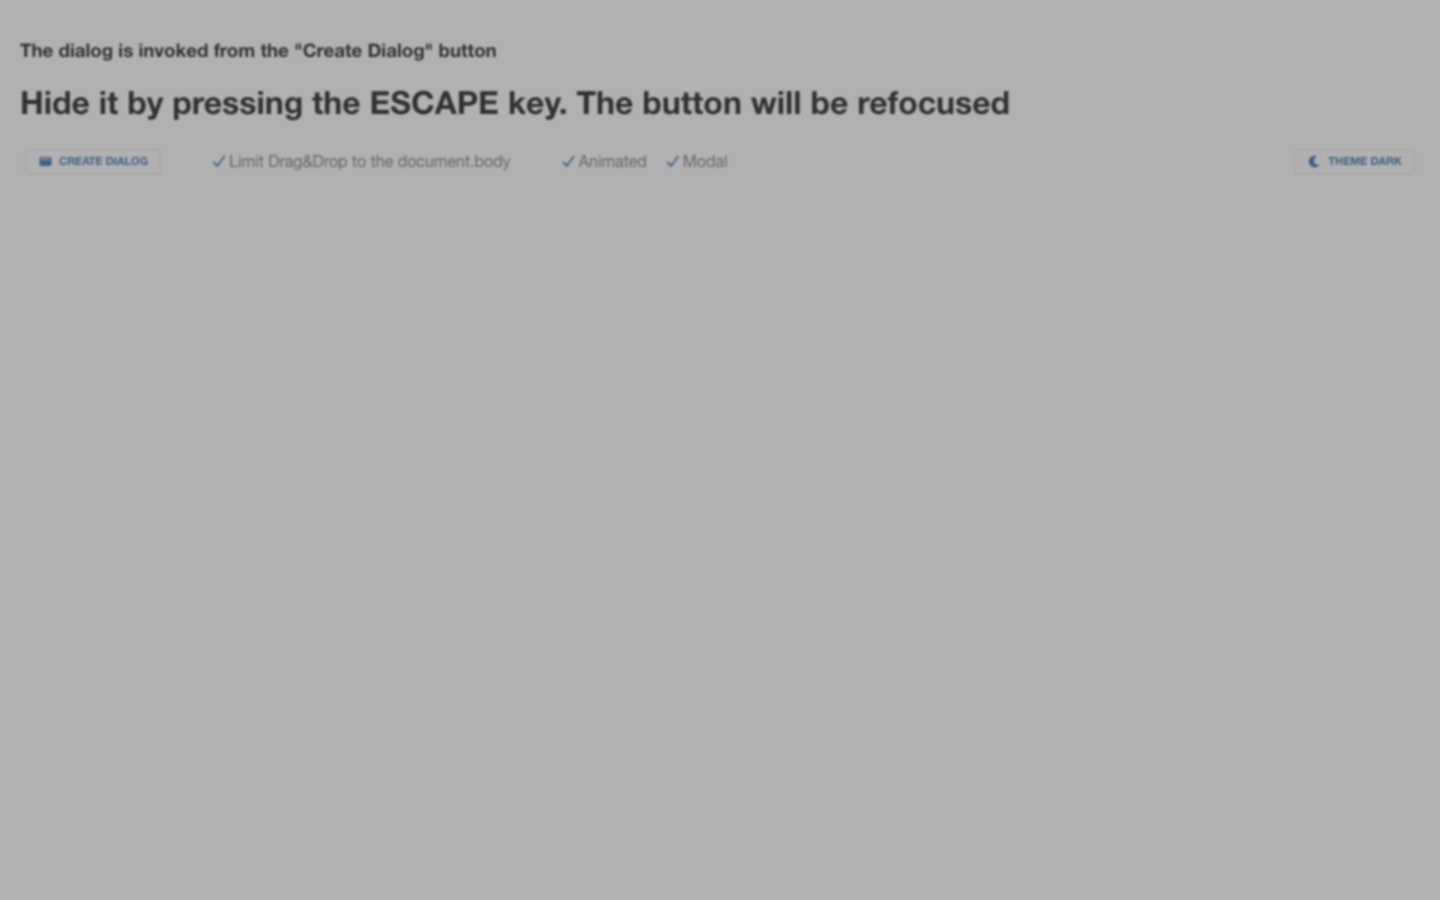 The dialog is invoked from the "Create Dialog" button
Hide it by pressing the ESCAPE key. The button will be refocused
CREATE DIALOG Limit Drag&Drop to the document.body Animated Modal THEME DARK